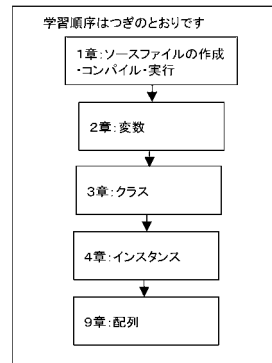 学習順序はつぎのとおりです
1章:ソースファイルの作成
・コンパイル・実行
2章:変数
3章:クラス
4章:インスタンス
9章:配列